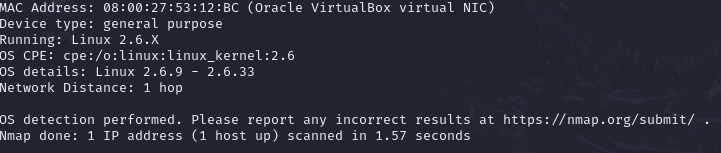 MAC Address: 08:00:27:53:12:BC (Oracle VirtualBox virtual NIC)
Device type: general purpose
Running: Linux 2.6.X
OS CPE: cpe:/o:linux:linux_kernel:2.6
OS details: Linux 2.6.9 - 2.6.33
Network Distance: 1 hop
OS detection performed. Please report any incorrect results at https://nmap.org/submit/ .
Nmap done: 1 IP address (1 host up) scanned in 1.57 seconds